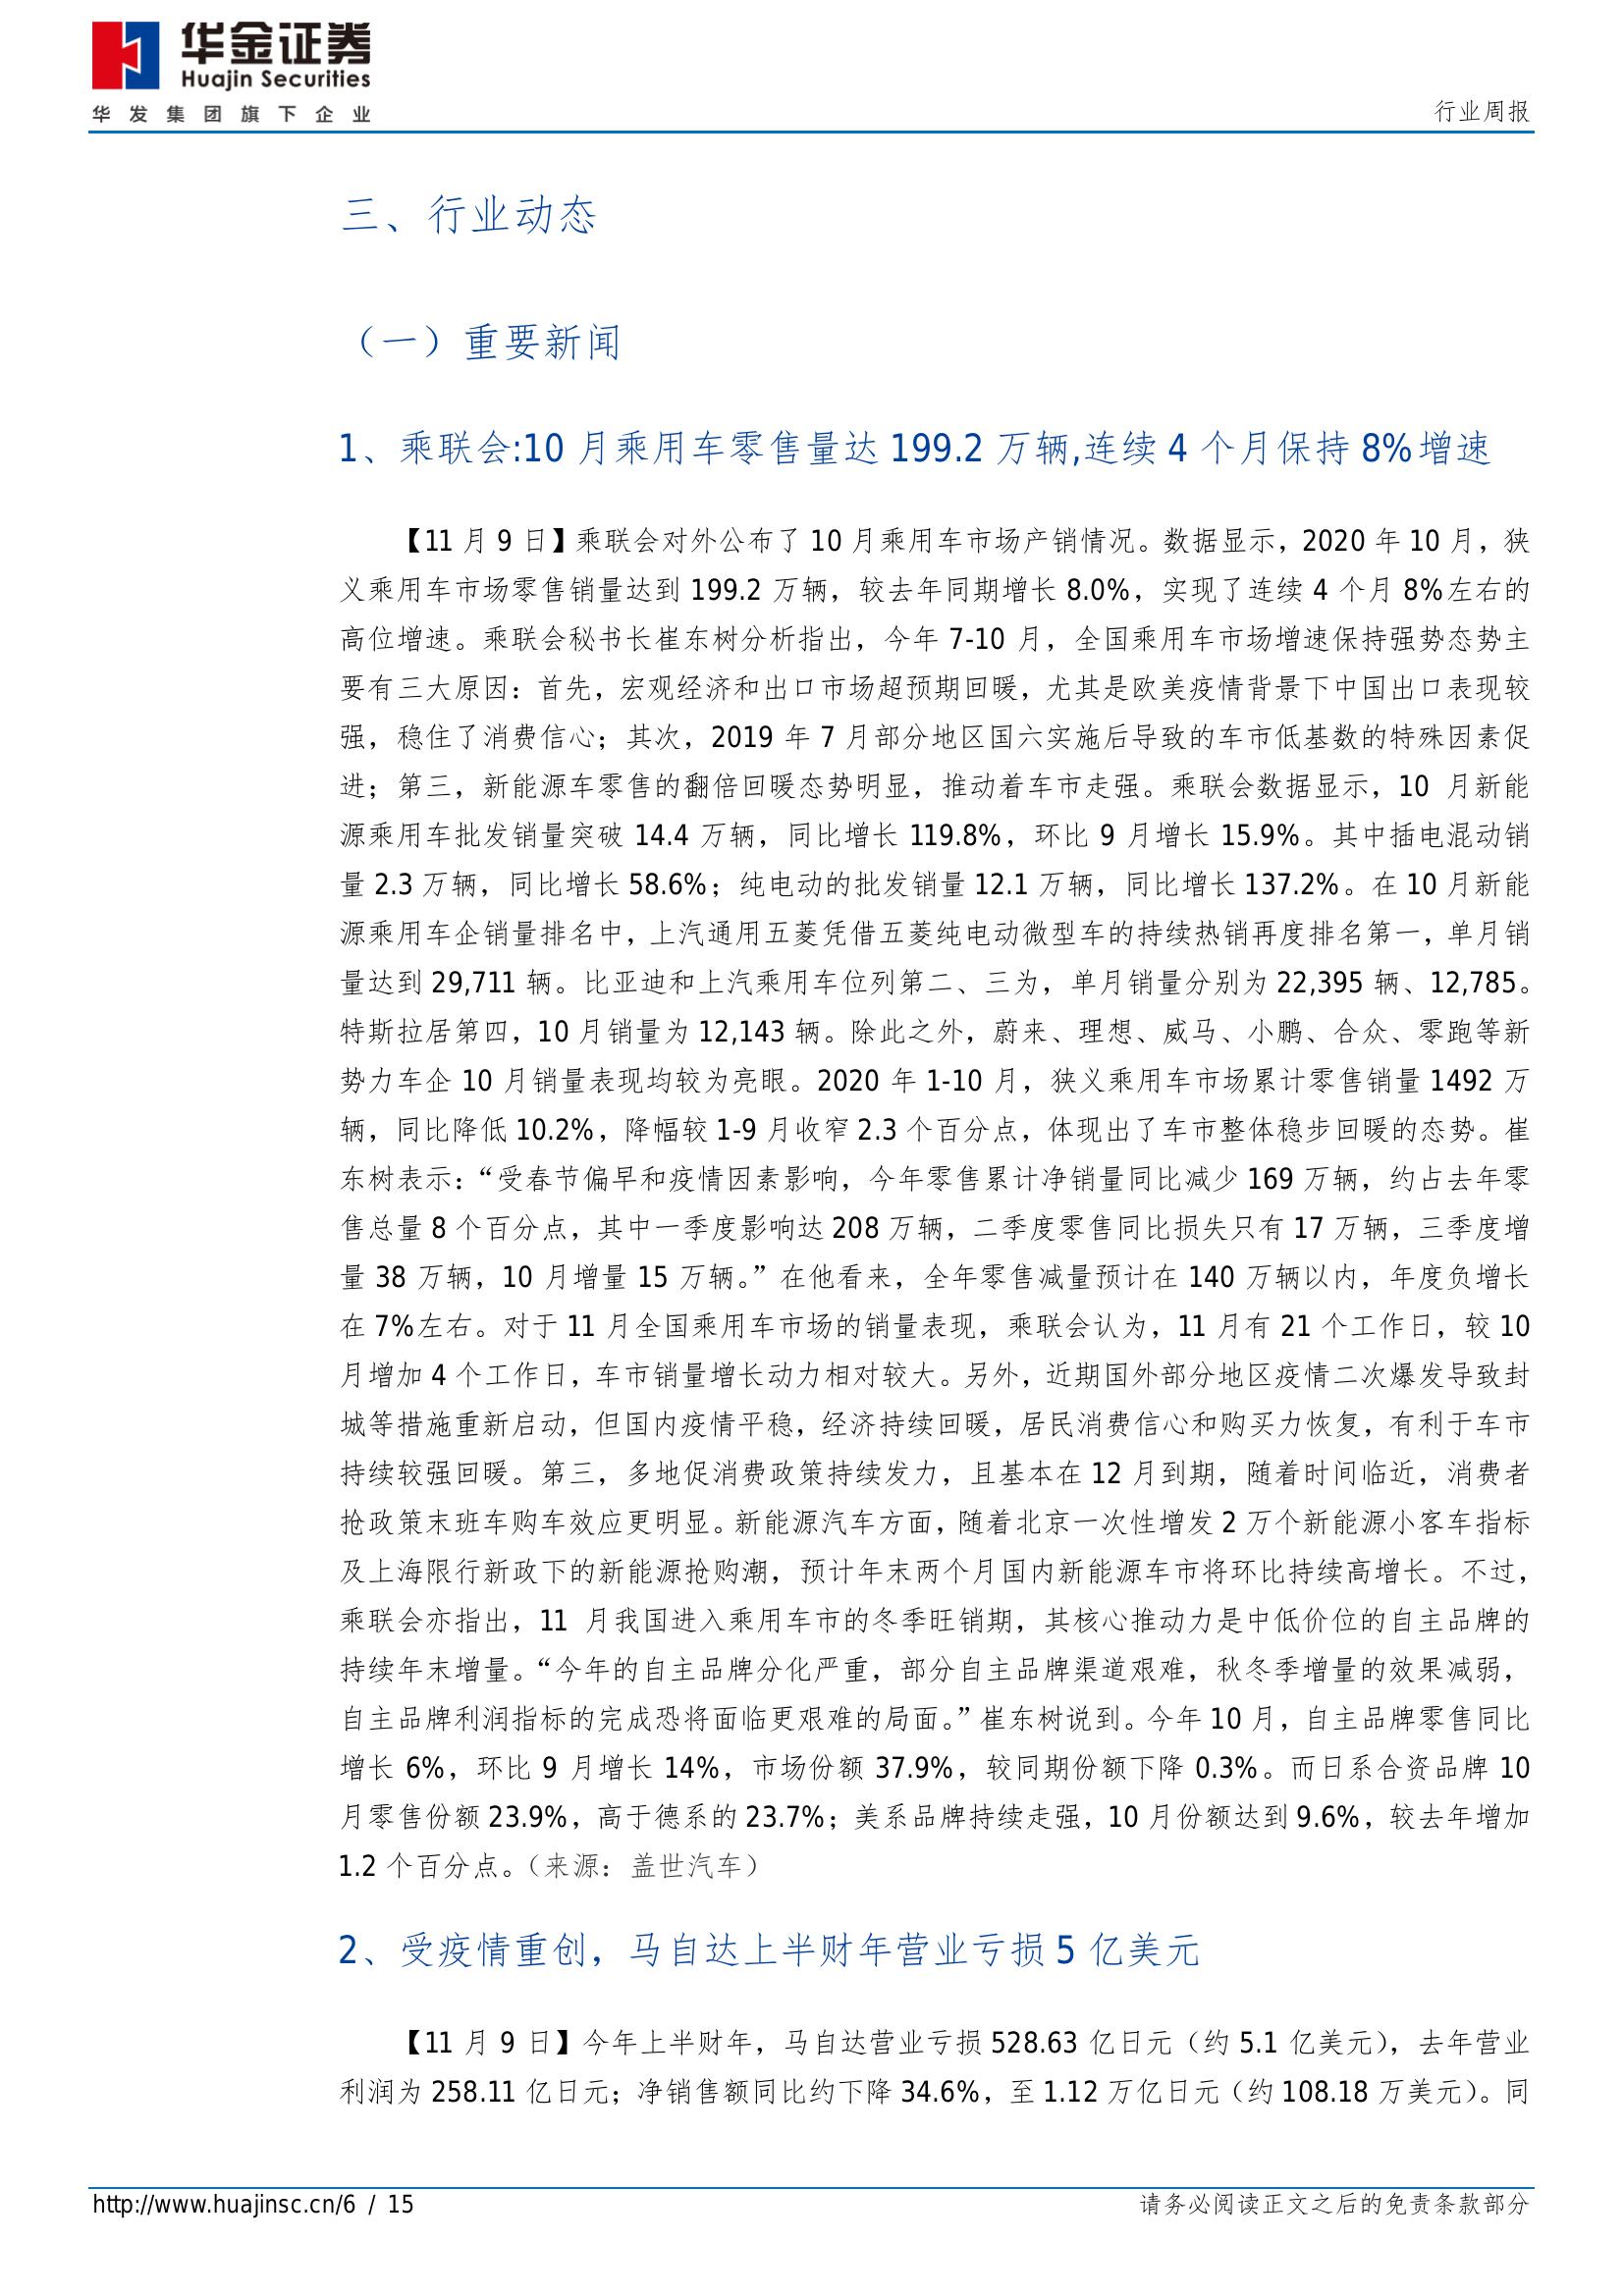 华金证券
Huajin Securities
华发集团旗下企业
行业周报
三、行业动态
（一）重要新闻
1、乘联会:10 月乘用车零售量达 199.2 万辆,连续 4 个月保持 8%增速
【11 月 9 日】乘联会对外公布了 10 月乘用车市场产销情况。数据显示，2020 年 10 月，狭
义乘用车市场零售销量达到 199.2 万辆，较去年同期增长 8.0%，实现了连续 4 个月 8%左右的
高位增速。乘联会秘书长崔东树分析指出，今年 7-10 月，全国乘用车市场增速保持强势态势主
要有三大原因：首先，宏观经济和出口市场超预期回暖，尤其是欧美疫情背景下中国出口表现较
强，稳住了消费信心；其次，2019 年 7 月部分地区国六实施后导致的车市低基数的特殊因素促
进；第三，新能源车零售的翻倍回暖态势明显，推动着车市走强。乘联会数据显示，10 月新能
源乘用车批发销量突破 14.4 万辆，同比增长 119.8%，环比 9 月增长 15.9%。其中插电混动销
量 2.3 万辆，同比增长 58.6%；纯电动的批发销量 12.1 万辆，同比增长 137.2%。在 10 月新能
源乘用车企销量排名中，上汽通用五菱凭借五菱纯电动微型车的持续热销再度排名第一，单月销
量达到 29,711 辆。比亚迪和上汽乘用车位列第二、三为，单月销量分别为 22,395 辆、12,785。
特斯拉居第四，10 月销量为 12,143 辆。除此之外，蔚来、理想、威马、小鹏、合众、零跑等新
势力车企 10 月销量表现均较为亮眼。2020 年 1-10 月，狭义乘用车市场累计零售销量 1492 万
辆，同比降低 10.2%，降幅较 1-9 月收窄 2.3 个百分点，体现出了车市整体稳步回暖的态势。崔
东树表示：“受春节偏早和疫情因素影响，今年零售累计净销量同比减少 169 万辆，约占去年零
售总量 8 个百分点，其中一季度影响达 208 万辆，二季度零售同比损失只有 17 万辆，三季度增
量 38 万辆，10 月增量 15 万辆。”在他看来，全年零售减量预计在 140 万辆以内，年度负增长
在 7%左右。对于 11 月全国乘用车市场的销量表现，乘联会认为，11 月有 21 个工作日，较 10
月增加 4 个工作日，车市销量增长动力相对较大。另外，近期国外部分地区疫情二次爆发导致封
城等措施重新启动，但国内疫情平稳，经济持续回暖，居民消费信心和购买力恢复，有利于车市
持续较强回暖。第三，多地促消费政策持续发力，且基本在 12 月到期，随着时间临近，消费者
抢政策末班车购车效应更明显。新能源汽车方面，随着北京一次性增发 2 万个新能源小客车指标
及上海限行新政下的新能源抢购潮，预计年末两个月国内新能源车市将环比持续高增长。不过，
乘联会亦指出，11 月我国进入乘用车市的冬季旺销期，其核心推动力是中低价位的自主品牌的
持续年末增量。“今年的自主品牌分化严重，部分自主品牌渠道艰难，秋冬季增量的效果减弱，
自主品牌利润指标的完成恐将面临更艰难的局面。”崔东树说到。今年 10 月，自主品牌零售同比
增长 6%，环比 9 月增长 14%，市场份额 37.9%，较同期份额下降 0.3%。而日系合资品牌 10
月零售份额 23.9%，高于德系的 23.7%；美系品牌持续走强，10 月份额达到 9.6%，较去年增加
1.2 个百分点。（来源：盖世汽车）
2、受疫情重创，马自达上半财年营业亏损 5 亿美元
【11 月 9 日】今年上半财年，马自达营业亏损 528.63 亿日元（约 5.1 亿美元），去年营业
利润为 258.11 亿日元；净销售额同比约下降 34.6%，至 1.12 万亿日元（约 108.18 万美元）。同
http://www.huajinsc.cn/6 / 15
请务必阅读正文之后的免责条款部分